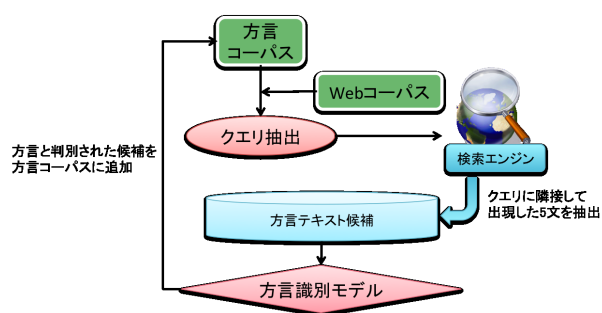 方言
コーパス
Webコーパス
クエリ抽出
検索エンジン
方言と判別された候補を
方言コーパスに追加
クエリに隣接して
出現した5文を抽出
方言テキスト候補
方言識別モデル